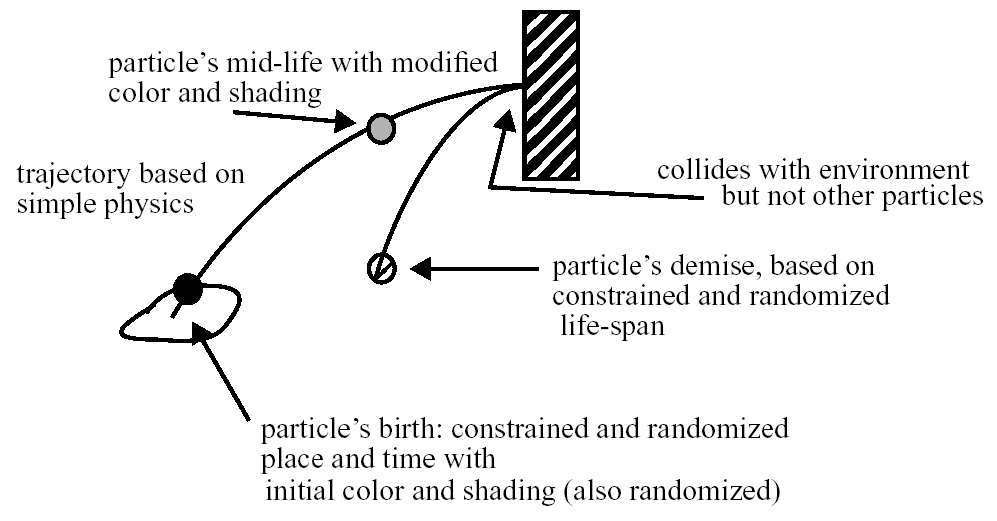 particle’s mid-life with modified
color and shading
trajectory based on
simple physics
collides with environment
but not other particles
particle’s demise, based on
constrained and randomized
life-span
particle’s birth: constrained and randomized
place and time with
initial color and shading (also randomized)